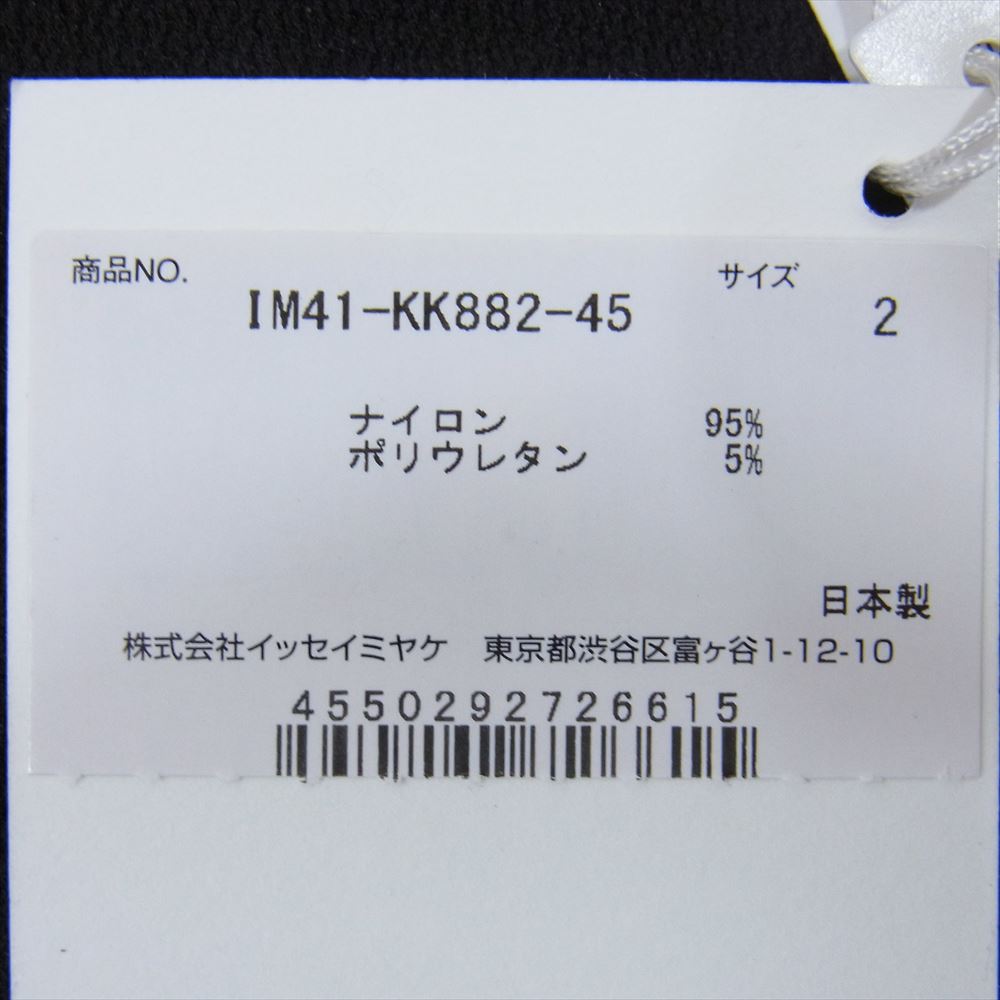 商品NO. サイズ
IM41-KK882-45 2
ナイロン 95%
ポリウレタン 5%
日本製
株式会社イッセイミヤケ 東京都渋谷区富ヶ谷1-12-10
4550292726615